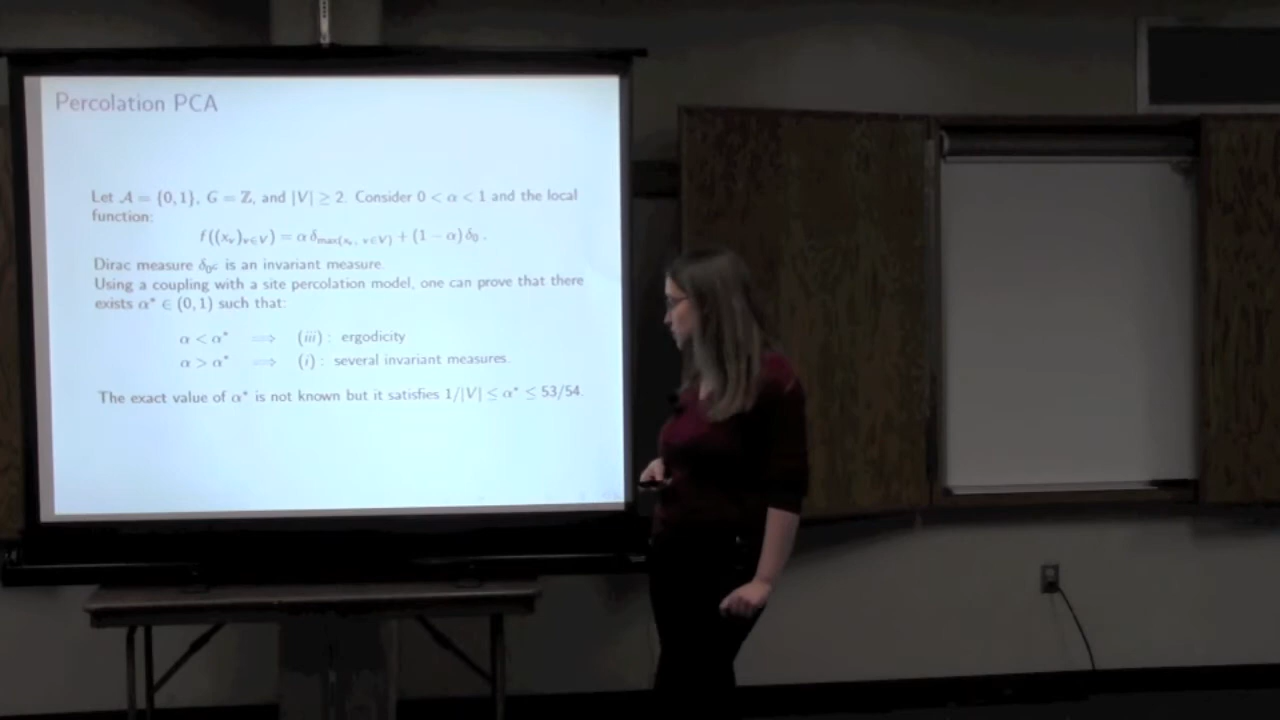 Percolation PCA
Let 𝒜 = {0,1}, G = ℤ, and |V| ≥ 2. Consider 0 < α < 1 and the local
function:
f((x_v)_{v∈V}) = α δ_{max(x_v, v∈V)} + (1 − α) δ_0 .
Dirac measure δ_{0^G} is an invariant measure.
Using a coupling with a site percolation model, one can prove that there
exists α* ∈ (0,1) such that:
α < α* ⟹ (iii) : ergodicity
α > α* ⟹ (i) : several invariant measures.
The exact value of α* is not known but it satisfies 1/|V| ≤ α* ≤ 53/54.